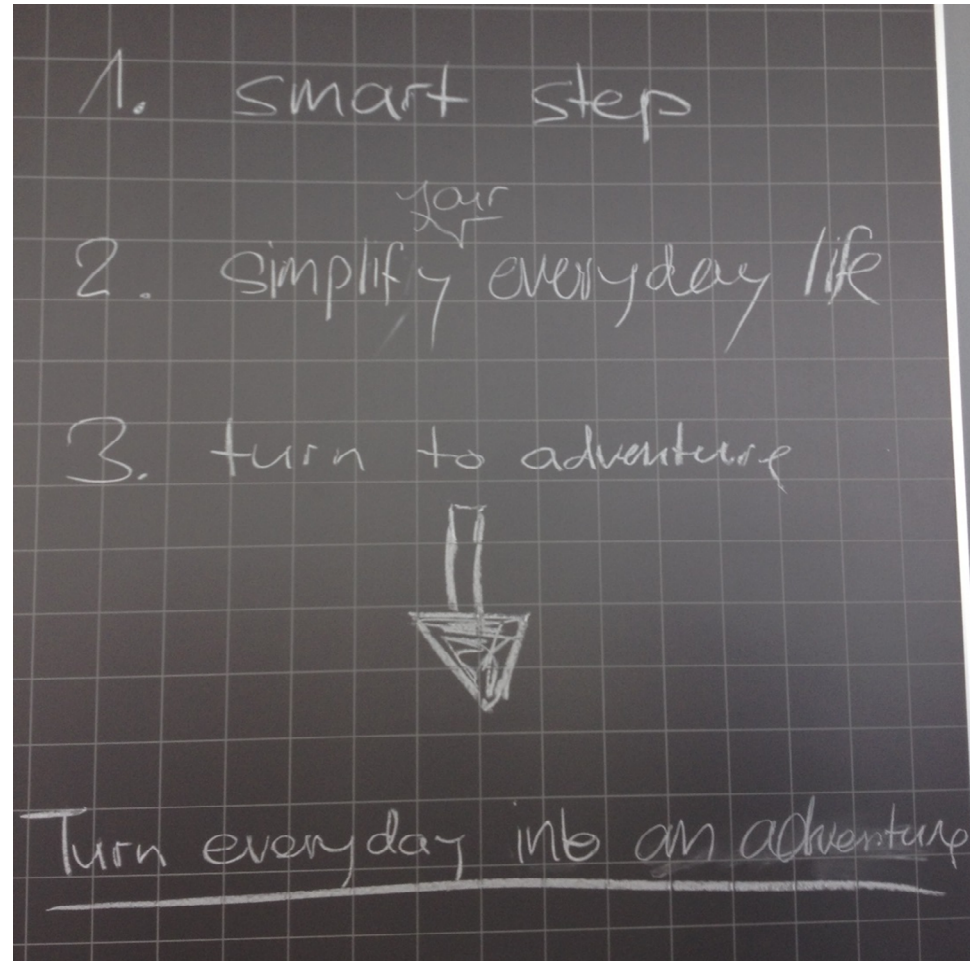 1. smart step
2. simplify your everyday life
3. turn to adventure
Turn everyday into an adventure